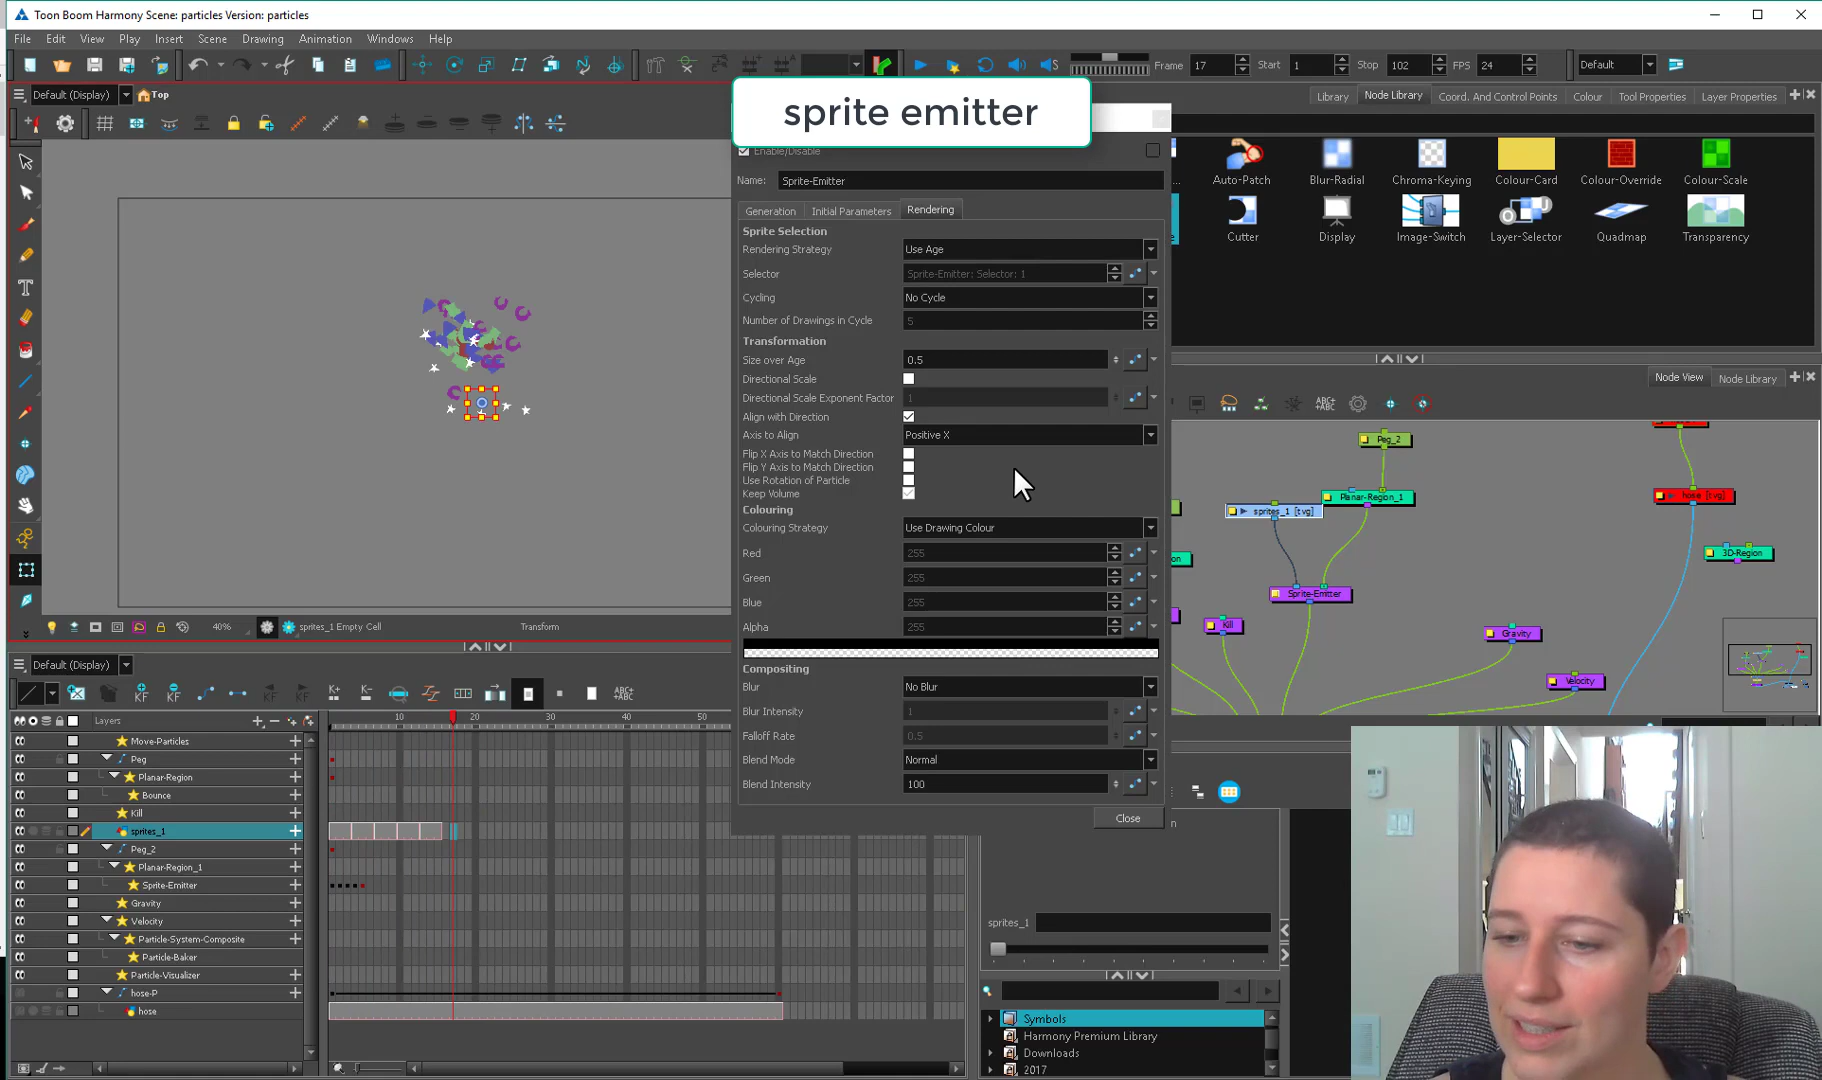 Toon Boom Harmony Scene: particles Version: particles
File Edit View Play Insert Scene Drawing Animation Windows Help
Frame 17 Start 1 Stop 102 FPS 24 Default
Default (Display) Top
sprite emitter
Enable/Disable
Name: Sprite-Emitter
Generation Initial Parameters Rendering
Sprite Selection
Rendering Strategy Use Age
Selector Sprite-Emitter: Selector: 1
Cycling No Cycle
Number of Drawings in Cycle 5
Transformation
Size over Age 0.5
Directional Scale
Directional Scale Exponent Factor 1
Align with Direction
Axis to Align Positive X
Flip X Axis to Match Direction
Flip Y Axis to Match Direction
Use Rotation of Particle
Keep Volume
Colouring
Colouring Strategy Use Drawing Colour
Red 255
Green 255
Blue 255
Alpha 255
Compositing
Blur No Blur
Blur Intensity 1
Falloff Rate 0.5
Blend Mode Normal
Blend Intensity 100
Close
Library Node Library Coord. And Control Points Colour Tool Properties Layer Properties
Auto-Patch Blur-Radial Chroma-Keying Colour-Card Colour-Override Colour-Scale
Cutter Display Image-Switch Layer-Selector Quadmap Transparency
Node View Node Library
ABC+
ABC+
Peg_2
Planar-Region_1
sprites_1 [tvg]
hose [tvg]
3D-Region
Sprite-Emitter
Kill
Gravity
Velocity
40% sprites_1 Empty Cell Transform
Default (Display)
KF KF K+ K- KF KF ABC+
Layers 10 20 30 40 50
Move-Particles
Peg
Planar-Region
Bounce
Kill
sprites_1
Peg_2
Planar-Region_1
Sprite-Emitter
Gravity
Velocity
Particle-System-Composite
Particle-Baker
Particle-Visualizer
hose-P
hose
sprites_1
Symbols
Harmony Premium Library
Downloads
2017